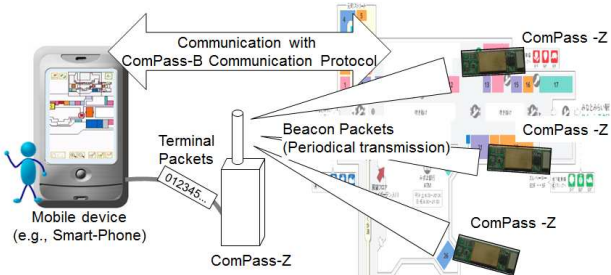 Communication with
ComPass-B Communication Protocol
ComPass -Z
17
Beacon Packets
(Periodical transmission)
ComPass -Z
Terminal
Packets
012345...
ComPass -Z
Mobile device
(e.g., Smart-Phone)
ComPass-Z